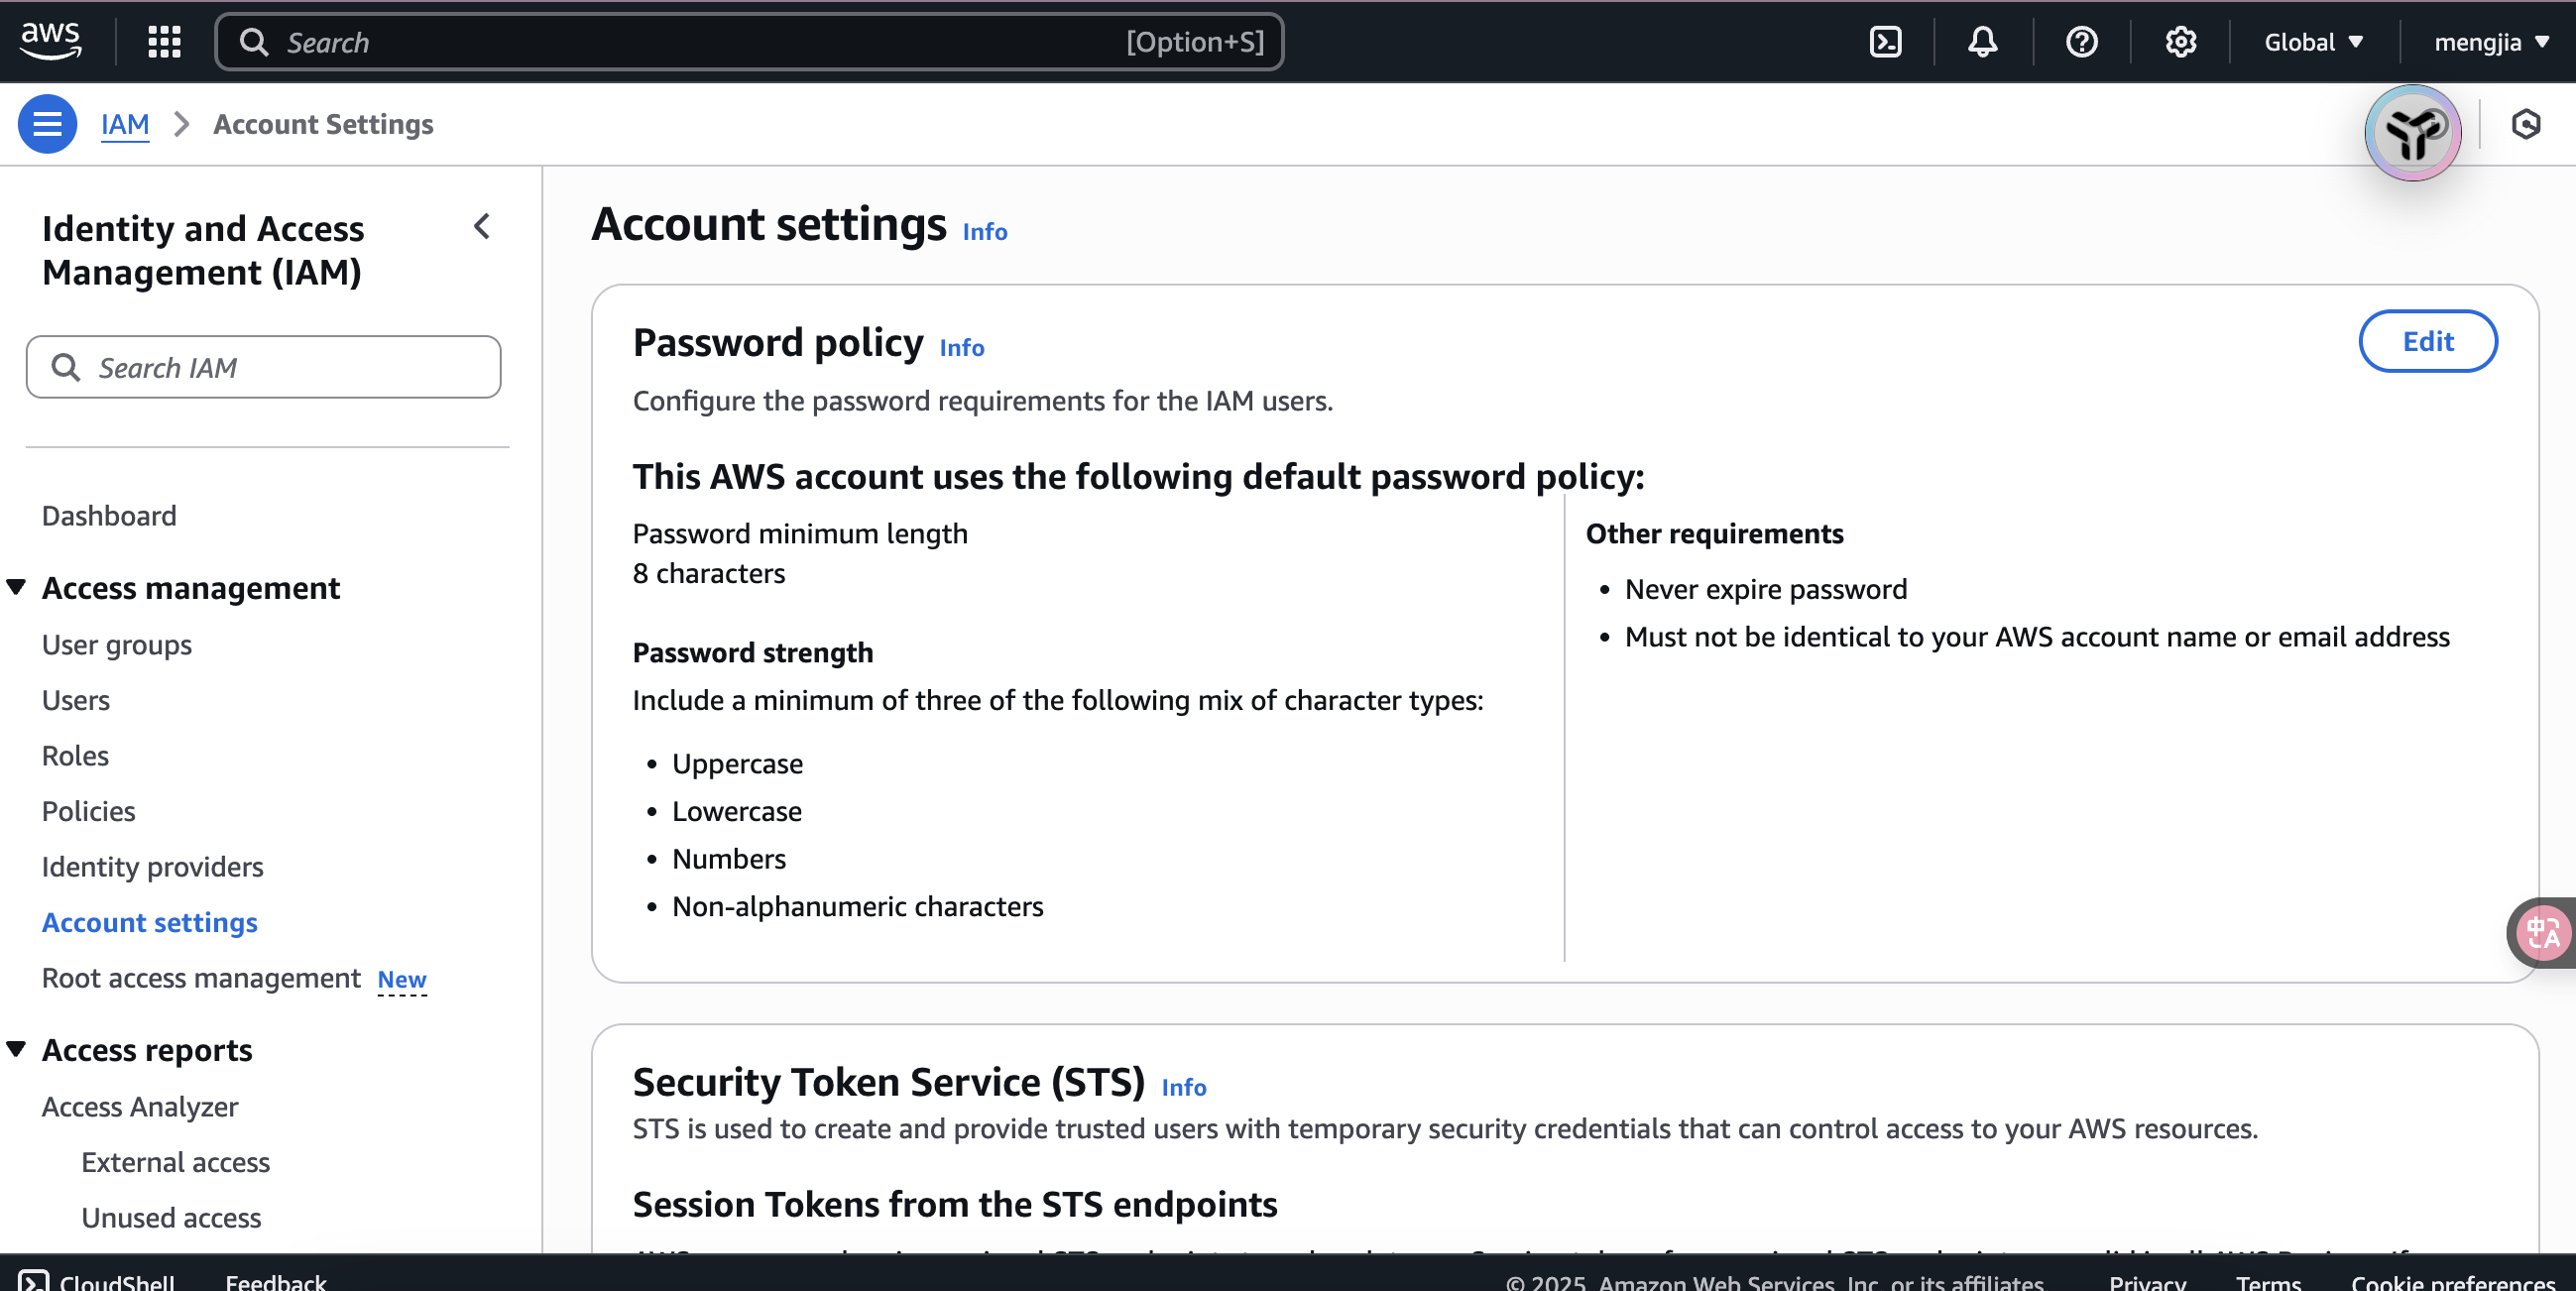 aws
Search
[Option+S]
Global
mengjia
IAM
Account Settings
Identity and Access
Management (IAM)
Search IAM
Dashboard
Access management
User groups
Users
Roles
Policies
Identity providers
Account settings
Root access management New
Access reports
Access Analyzer
External access
Unused access
Account settings Info
Password policy Info
Edit
Configure the password requirements for the IAM users.
This AWS account uses the following default password policy:
Password minimum length
8 characters
Password strength
Include a minimum of three of the following mix of character types:
• Uppercase
• Lowercase
• Numbers
• Non-alphanumeric characters
Other requirements
• Never expire password
• Must not be identical to your AWS account name or email address
中A
Security Token Service (STS) Info
STS is used to create and provide trusted users with temporary security credentials that can control access to your AWS resources.
Session Tokens from the STS endpoints
CloudShell
Feedback
© 2025, Amazon Web Services, Inc. or its affiliates.
Privacy
Terms
Cookie preferences